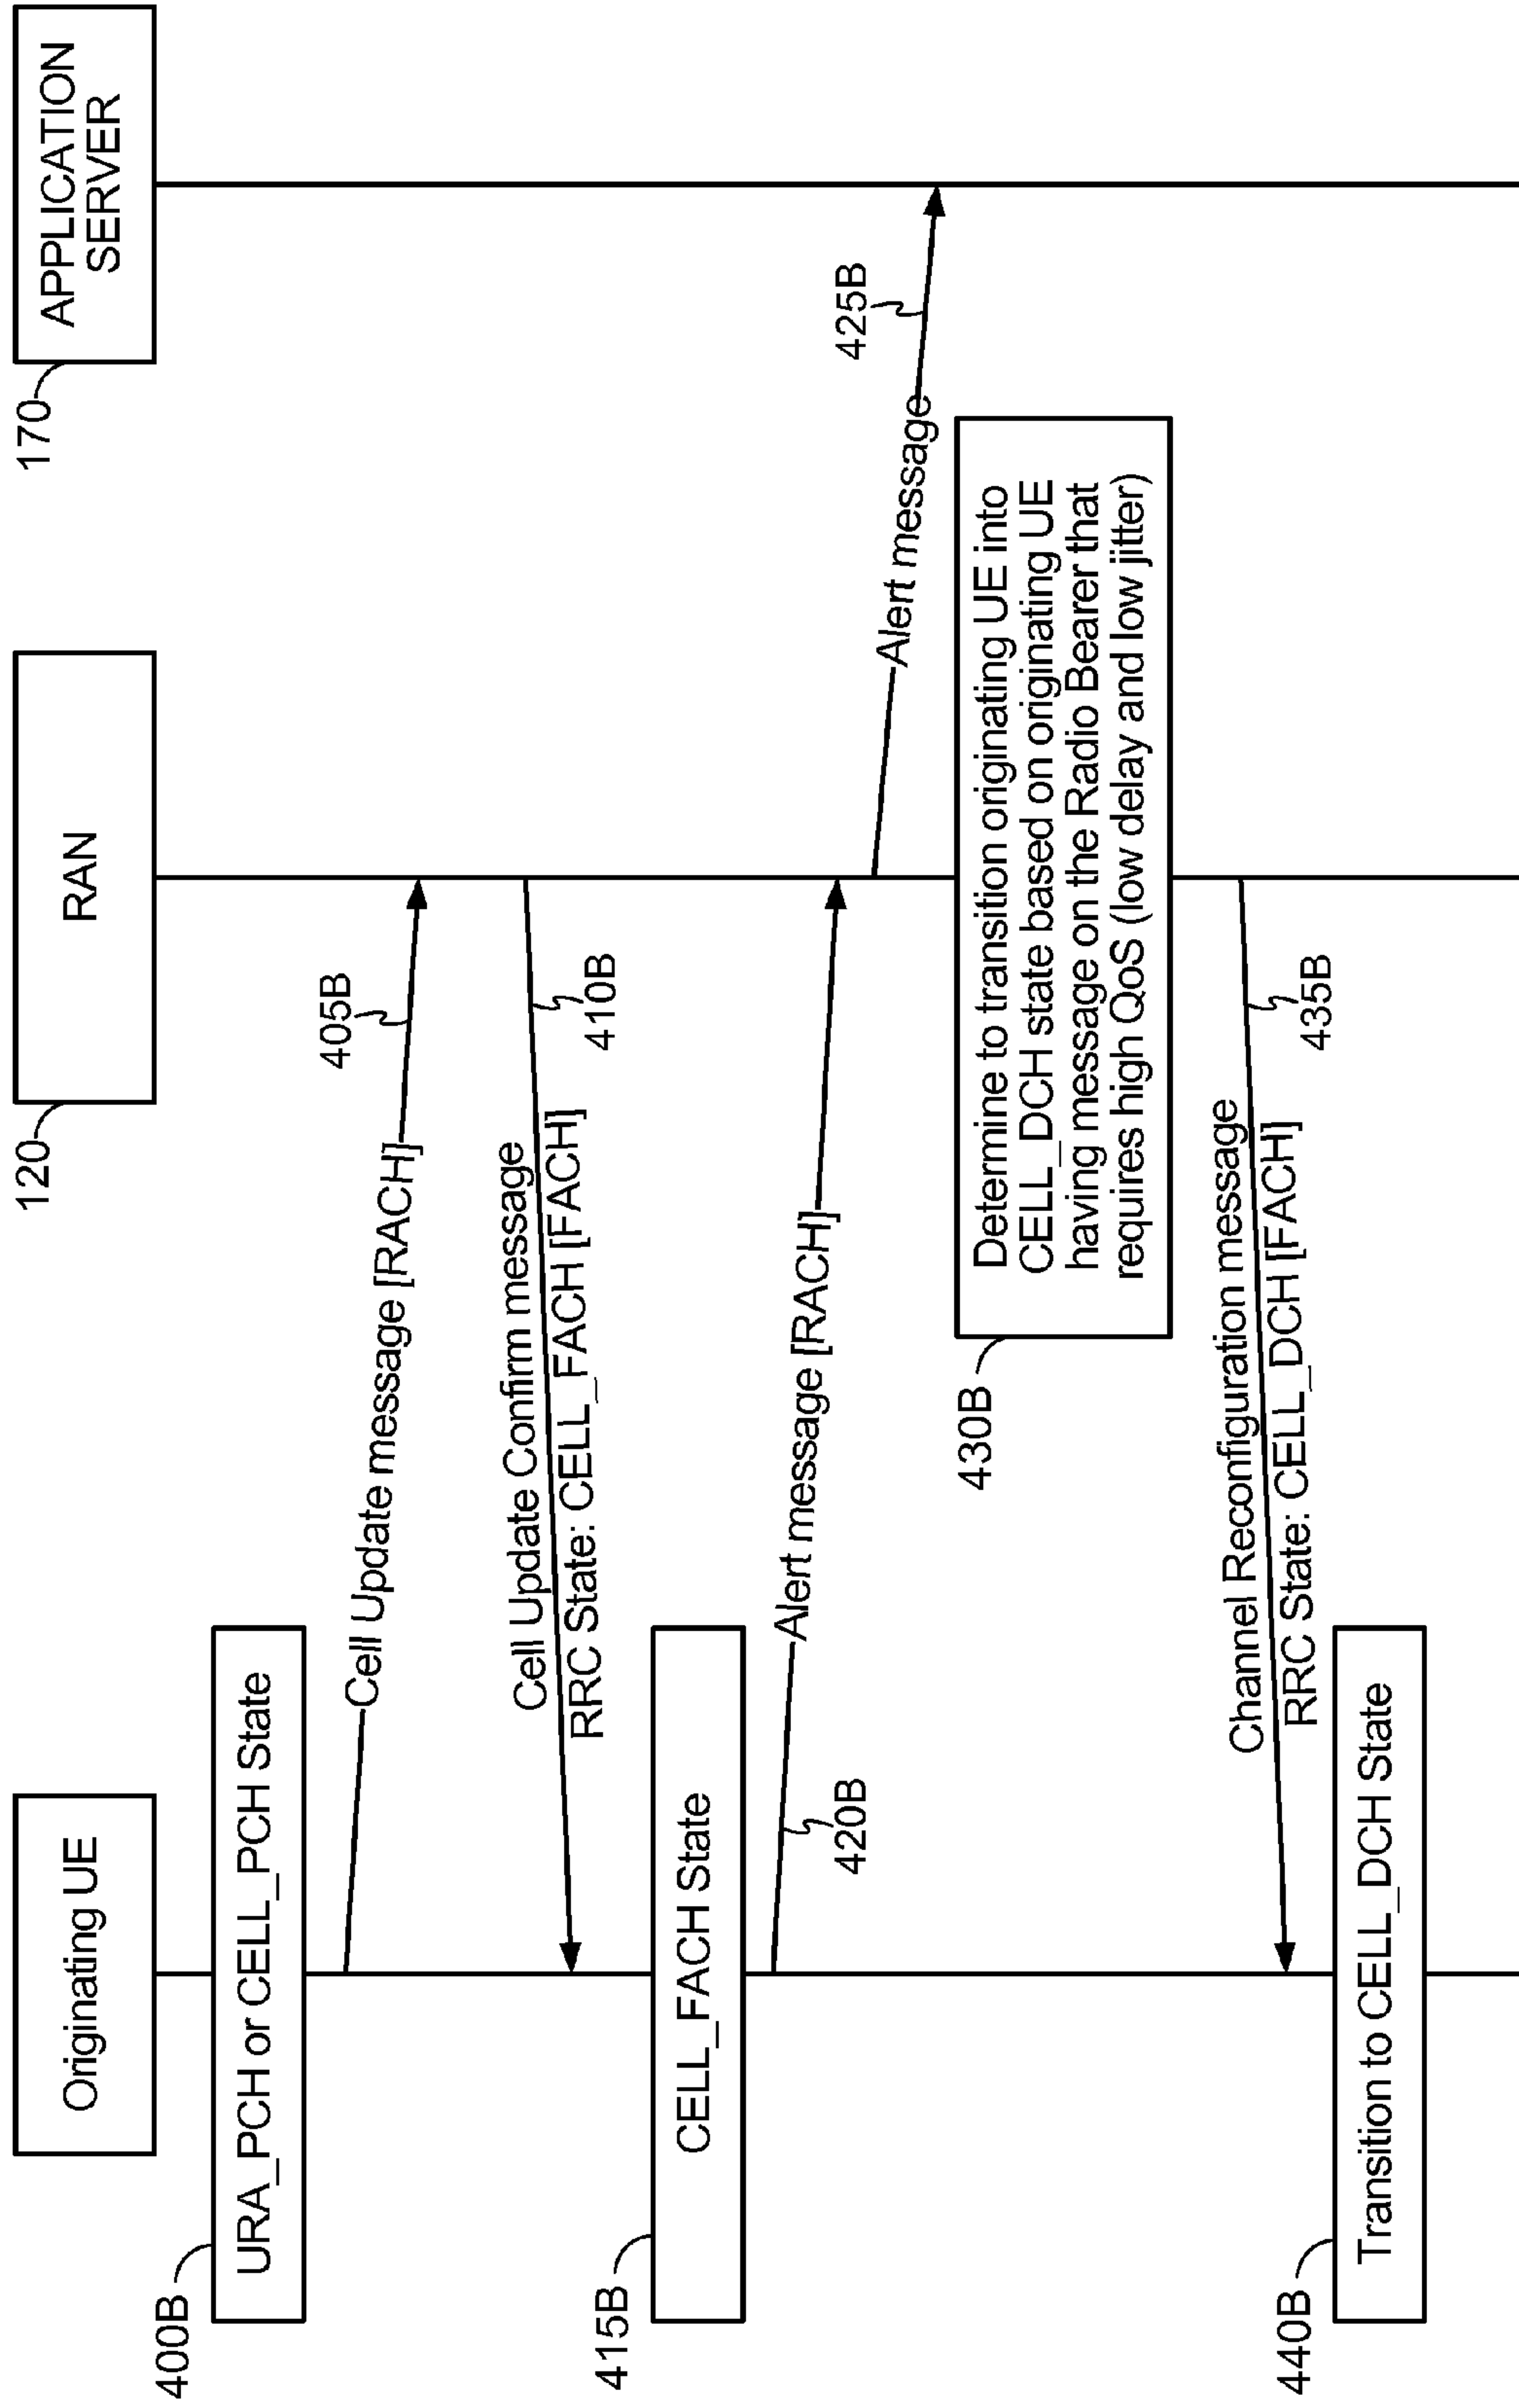 Originating UE
120
RAN
170
APPLICATION
SERVER
400B
URA_PCH or CELL_PCH State
Cell Update message [RACH]
405B
Cell Update Confirm message
RRC State: CELL_FACH [FACH]
410B
415B
CELL_FACH State
420B
Alert message [RACH]
Alert message
425B
430B
Determine to transition originating UE into
CELL_DCH state based on originating UE
having message on the Radio Bearer that
requires high QoS (low delay and low jitter)
Channel Reconfiguration message
RRC State: CELL_DCH [FACH]
435B
440B
Transition to CELL_DCH State